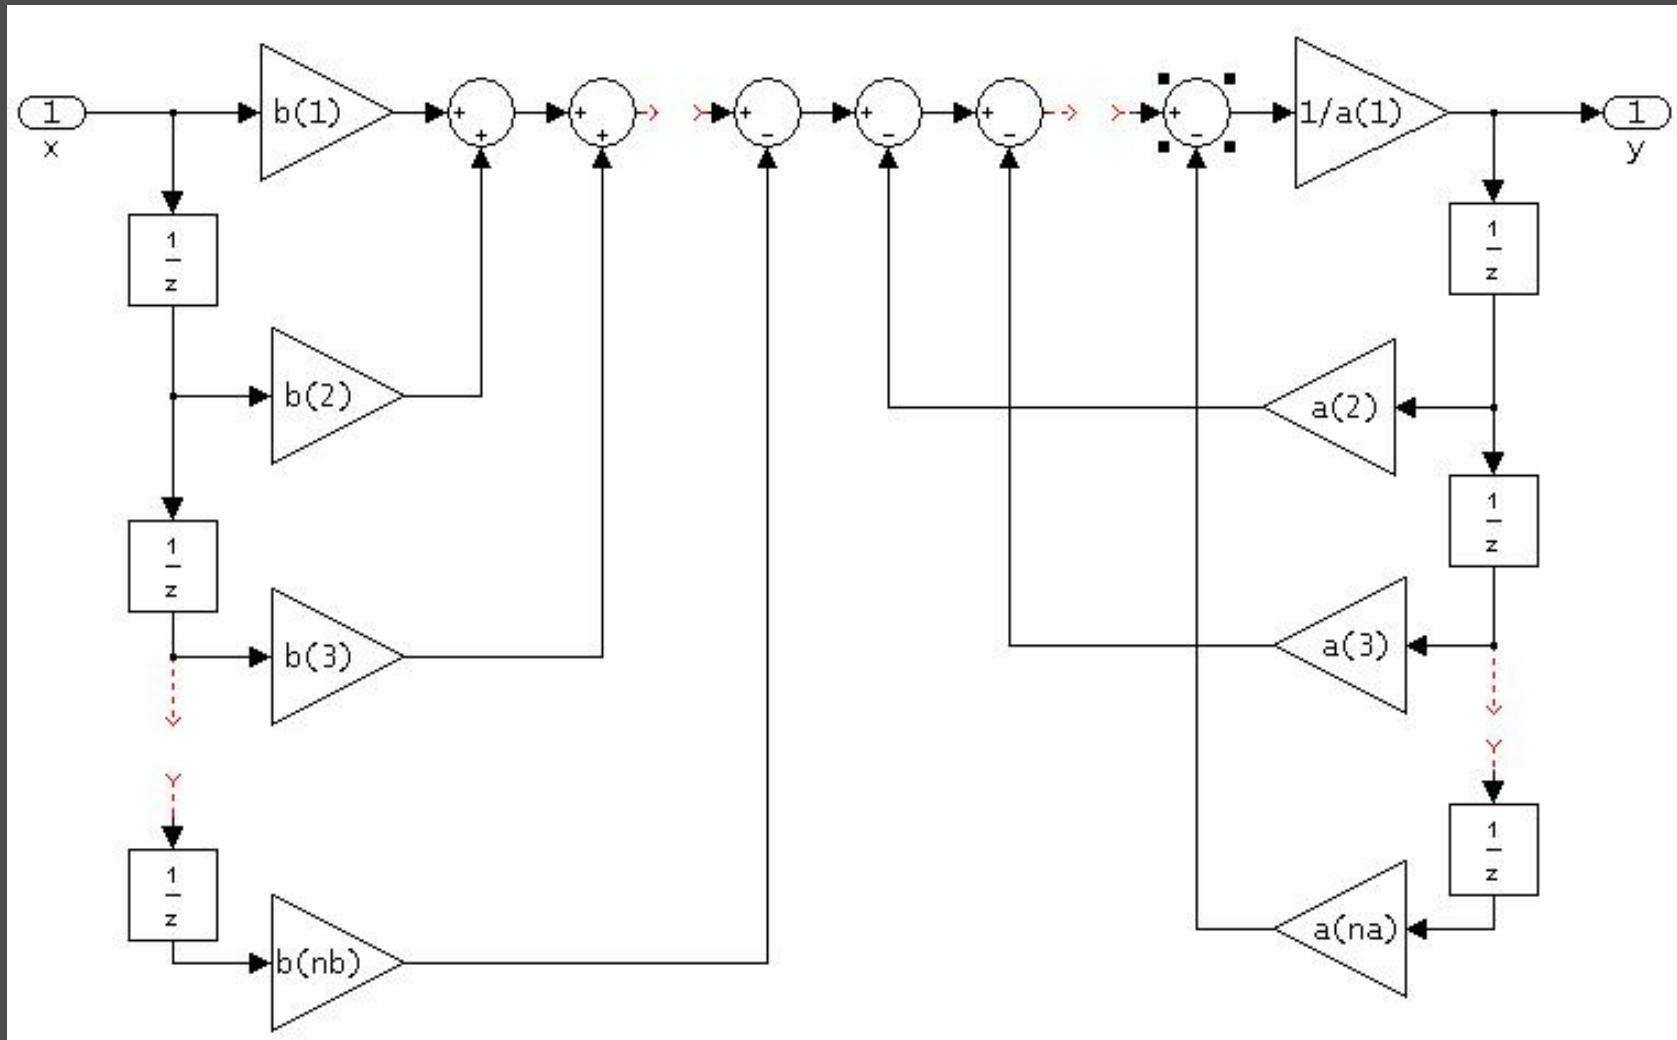 1
x
b(1)
+
+
+
+
+
−
+
−
+
−
+
−
1/a(1)
1
y
1
z
1
z
b(2)
a(2)
1
z
1
z
b(3)
a(3)
1
z
1
z
b(nb)
a(na)